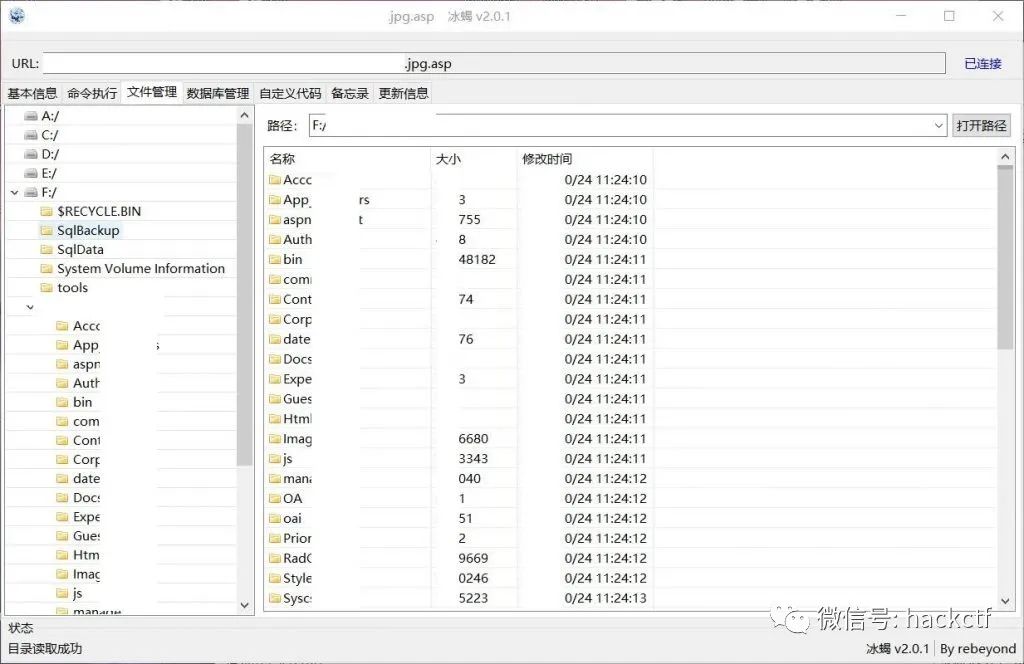 .jpg.asp 冰蝎 v2.0.1
URL: .jpg.asp 已连接
基本信息 命令执行 文件管理 数据库管理 自定义代码 备忘录 更新信息
A:/
C:/
D:/
E:/
F:/
$RECYCLE.BIN
SqlBackup
SqlData
System Volume Information
tools
Acco
App_ s
aspn
Auth
bin
com
Cont
Corp
date
Docs
Expe
Gues
Htm
Imag
js
manage
路径: F:/ 打开路径
名称 大小 修改时间
Accc 0/24 11:24:10
App_ rs 3 0/24 11:24:10
aspn t 755 0/24 11:24:10
Auth 8 0/24 11:24:10
bin 48182 0/24 11:24:11
com 0/24 11:24:11
Cont 74 0/24 11:24:11
Corp 0/24 11:24:11
date 76 0/24 11:24:11
Docs 0/24 11:24:11
Expe 3 0/24 11:24:11
Gues 0/24 11:24:11
Html 0/24 11:24:11
Imag 6680 0/24 11:24:11
js 3343 0/24 11:24:11
mana 040 0/24 11:24:12
OA 1 0/24 11:24:12
oai 51 0/24 11:24:12
Prior 2 0/24 11:24:12
RadC 9669 0/24 11:24:12
Style 0246 0/24 11:24:12
Sysc 5223 0/24 11:24:13
微信号: hackctf
状态
目录读取成功 冰蝎 v2.0.1 By rebeyond